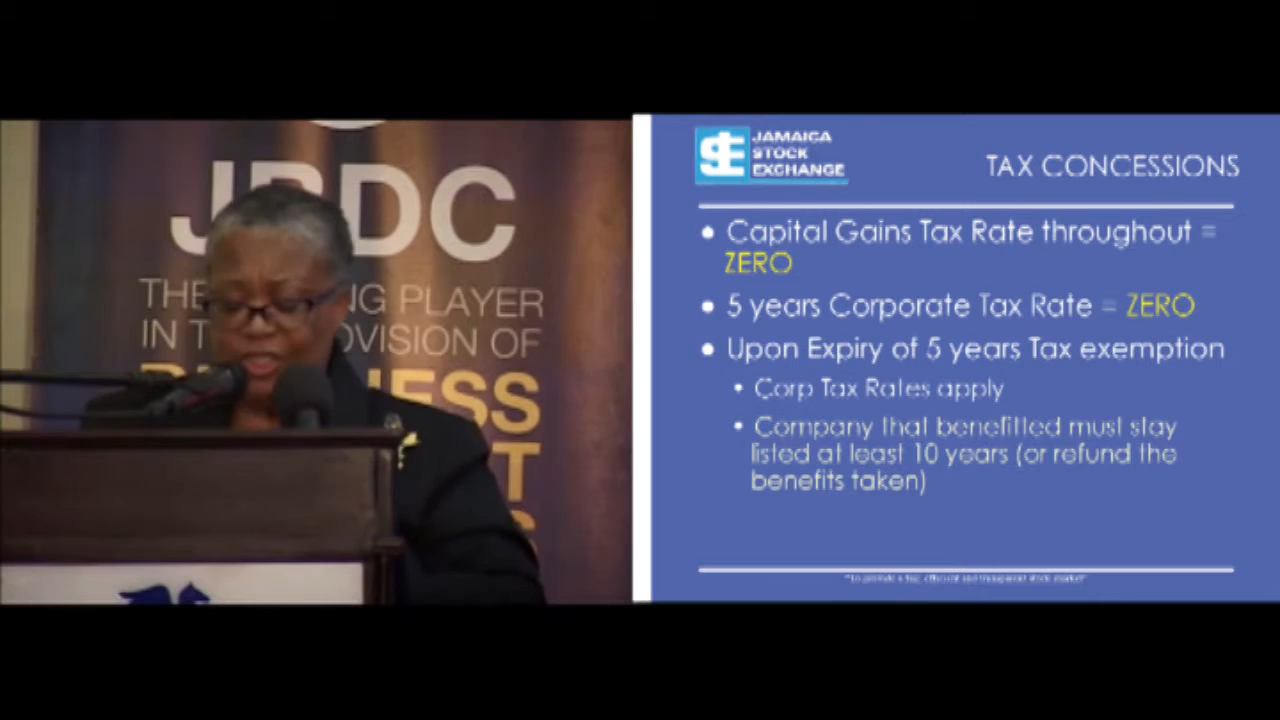 JBDC
THE NG PLAYER
IN T OVISION OF
ESS
T
JAMAICA
STOCK
EXCHANGE
TAX CONCESSIONS
• Capital Gains Tax Rate throughout =
ZERO
• 5 years Corporate Tax Rate = ZERO
• Upon Expiry of 5 years Tax exemption
• Corp Tax Rates apply
• Company that benefitted must stay
listed at least 10 years (or refund the
benefits taken)